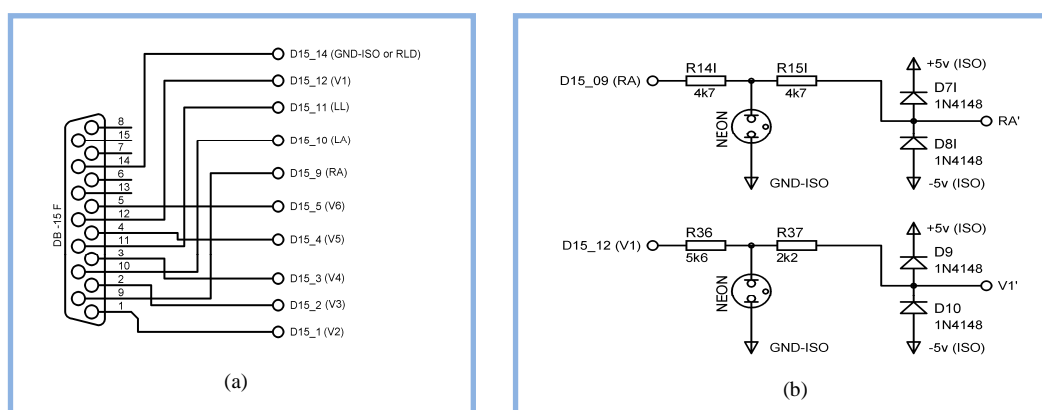 D15_14 (GND-ISO or RLD)
D15_12 (V1)
D15_11 (LL)
D15_10 (LA)
D15_9 (RA)
D15_5 (V6)
D15_4 (V5)
D15_3 (V4)
D15_2 (V3)
D15_1 (V2)
DB -15 F
8
15
7
14
6
13
5
12
4
11
3
10
2
9
1
(a)
D15_09 (RA)
R14I
4k7
R15I
4k7
NEON
GND-ISO
+5v (ISO)
D7I
1N4148
RA'
D8I
1N4148
-5v (ISO)
D15_12 (V1)
R36
5k6
R37
2k2
NEON
GND-ISO
+5v (ISO)
D9
1N4148
V1'
D10
1N4148
-5v (ISO)
(b)